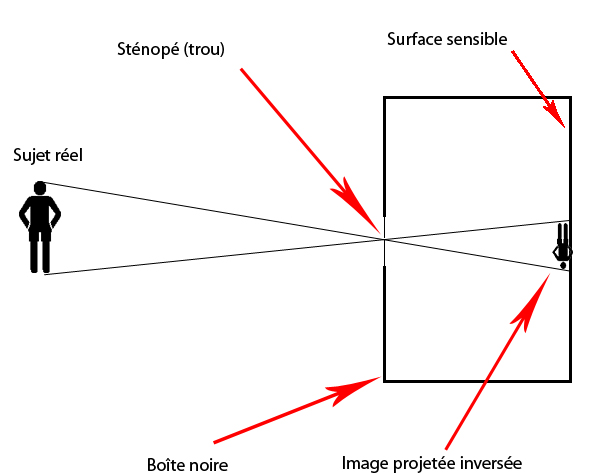 Sténopé (trou)
Surface sensible
Sujet réel
Boîte noire
Image projetée inversée